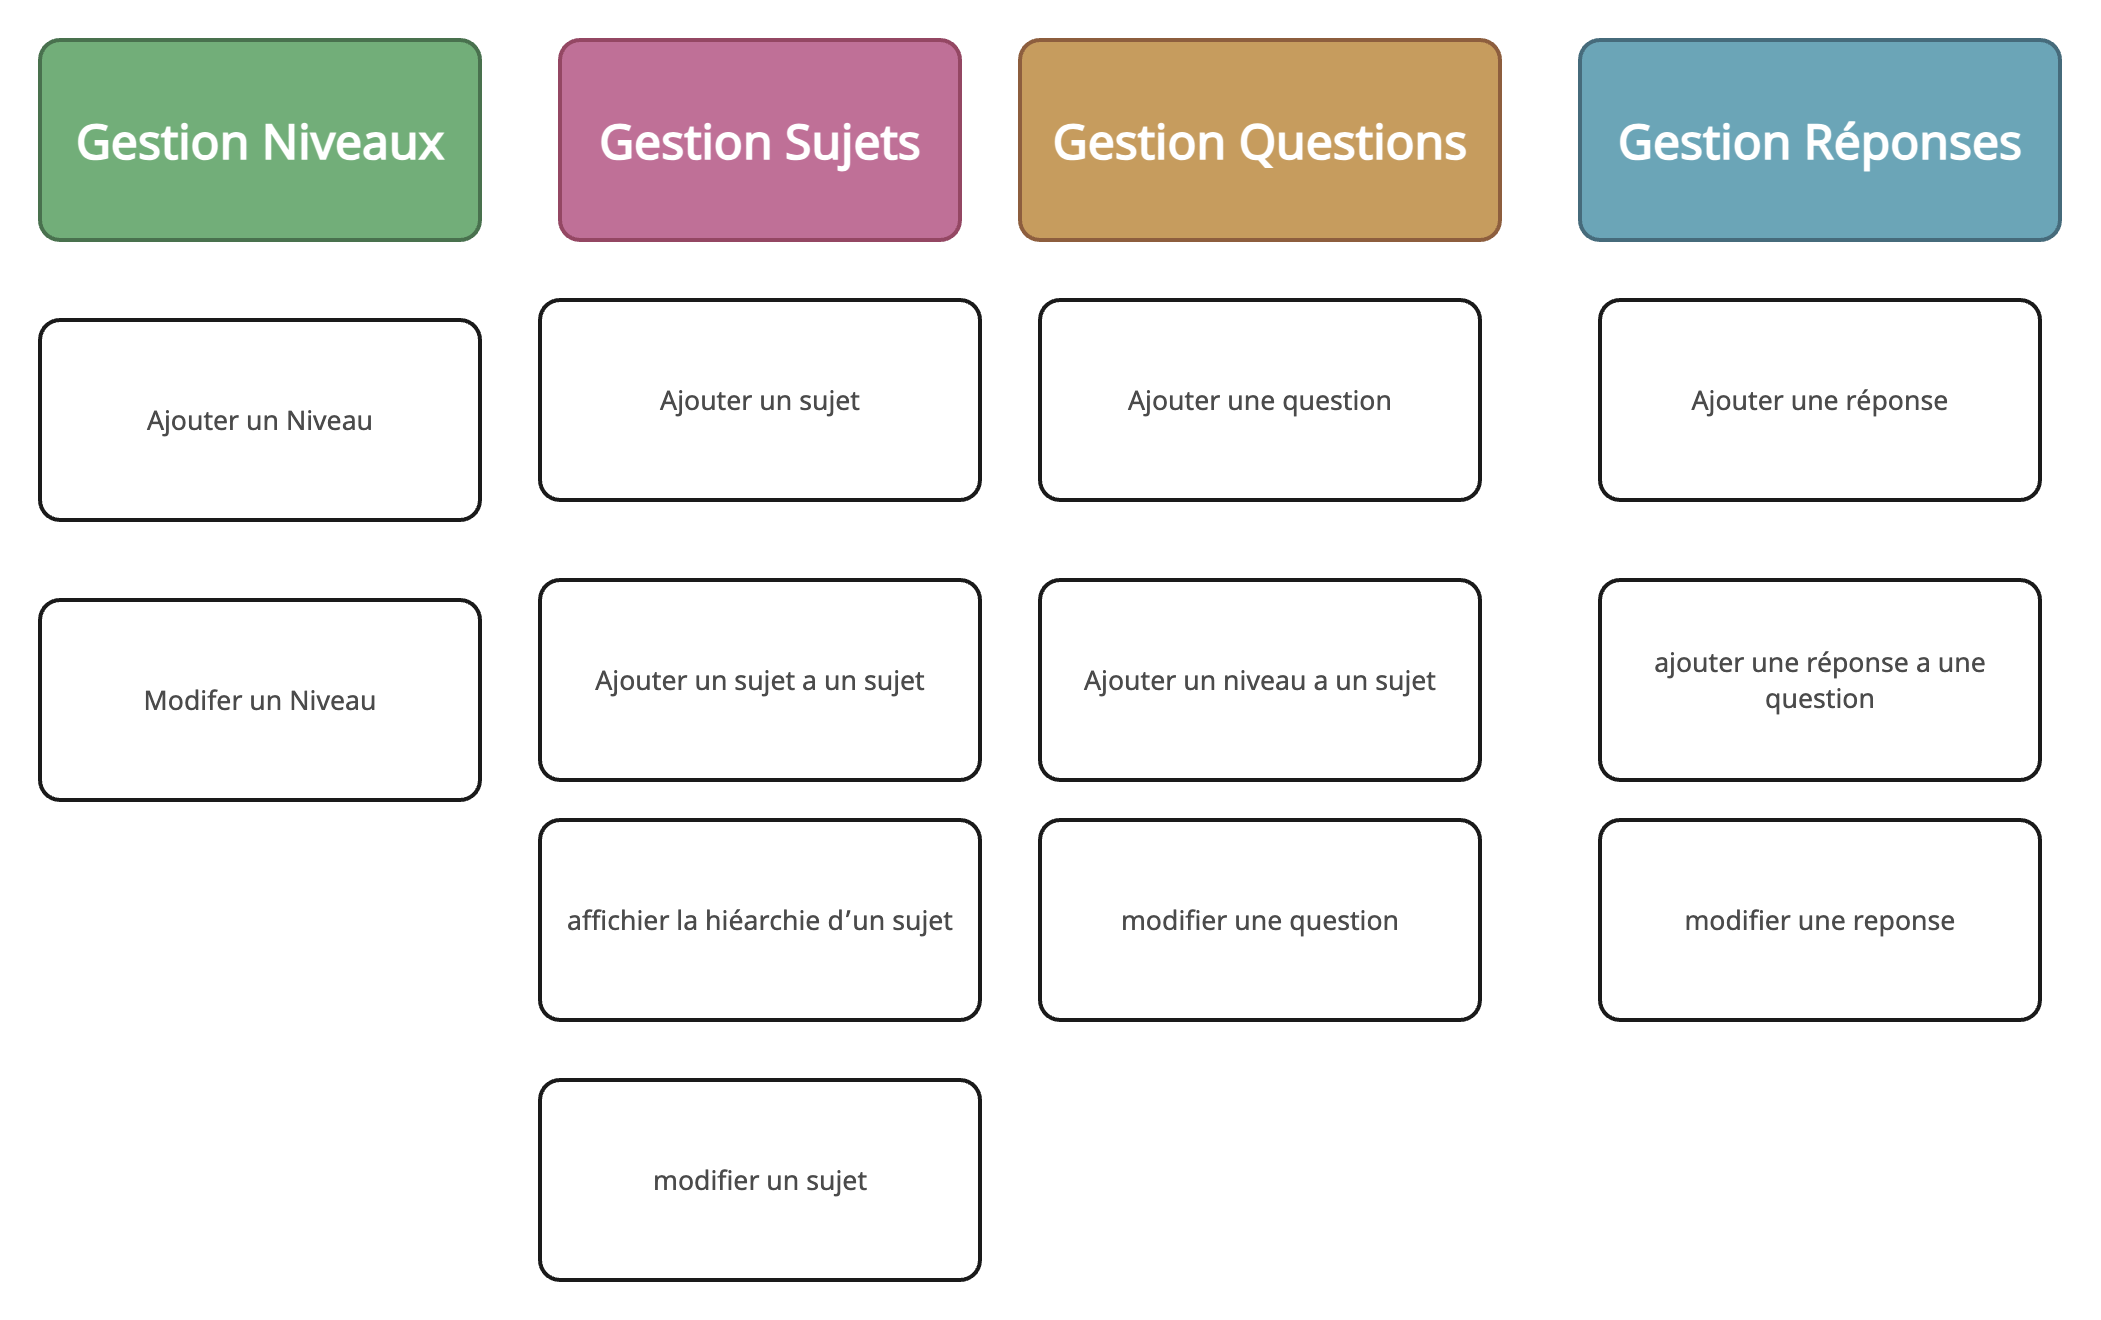 Gestion Niveaux
Ajouter un Niveau
Modifer un Niveau
Gestion Sujets
Ajouter un sujet
Ajouter un sujet a un sujet
affichier la hiéarchie d’un sujet
modifier un sujet
Gestion Questions
Ajouter une question
Ajouter un niveau a un sujet
modifier une question
Gestion Réponses
Ajouter une réponse
ajouter une réponse a une
question
modifier une reponse